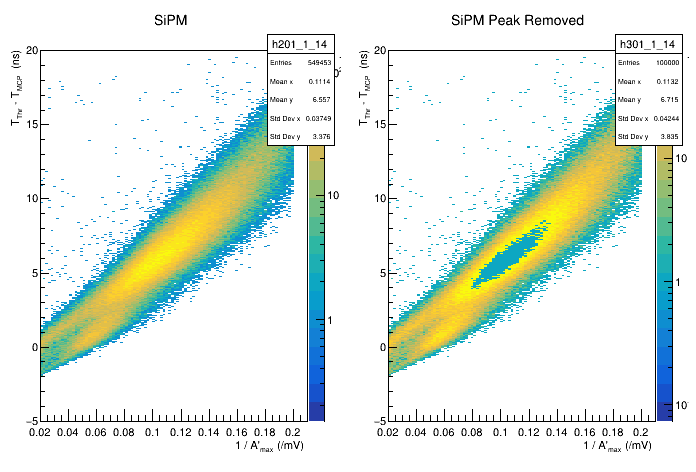 SiPM
h201_1_14
Entries 549453
Mean x 0.1114
Mean y 6.557
Std Dev x 0.03749
Std Dev y 3.376
T_Thr - T_MCP (ns)
20
15
10
5
0
−5
0.02 0.04 0.06 0.08 0.1 0.12 0.14 0.16 0.18 0.2
1 / A'_max (/mV)
10
1
SiPM Peak Removed
h301_1_14
Entries 100000
Mean x 0.1132
Mean y 6.715
Std Dev x 0.04244
Std Dev y 3.835
T_Thr - T_MCP (ns)
20
15
10
5
0
−5
0.02 0.04 0.06 0.08 0.1 0.12 0.14 0.16 0.18 0.2
1 / A'_max (/mV)
10
1